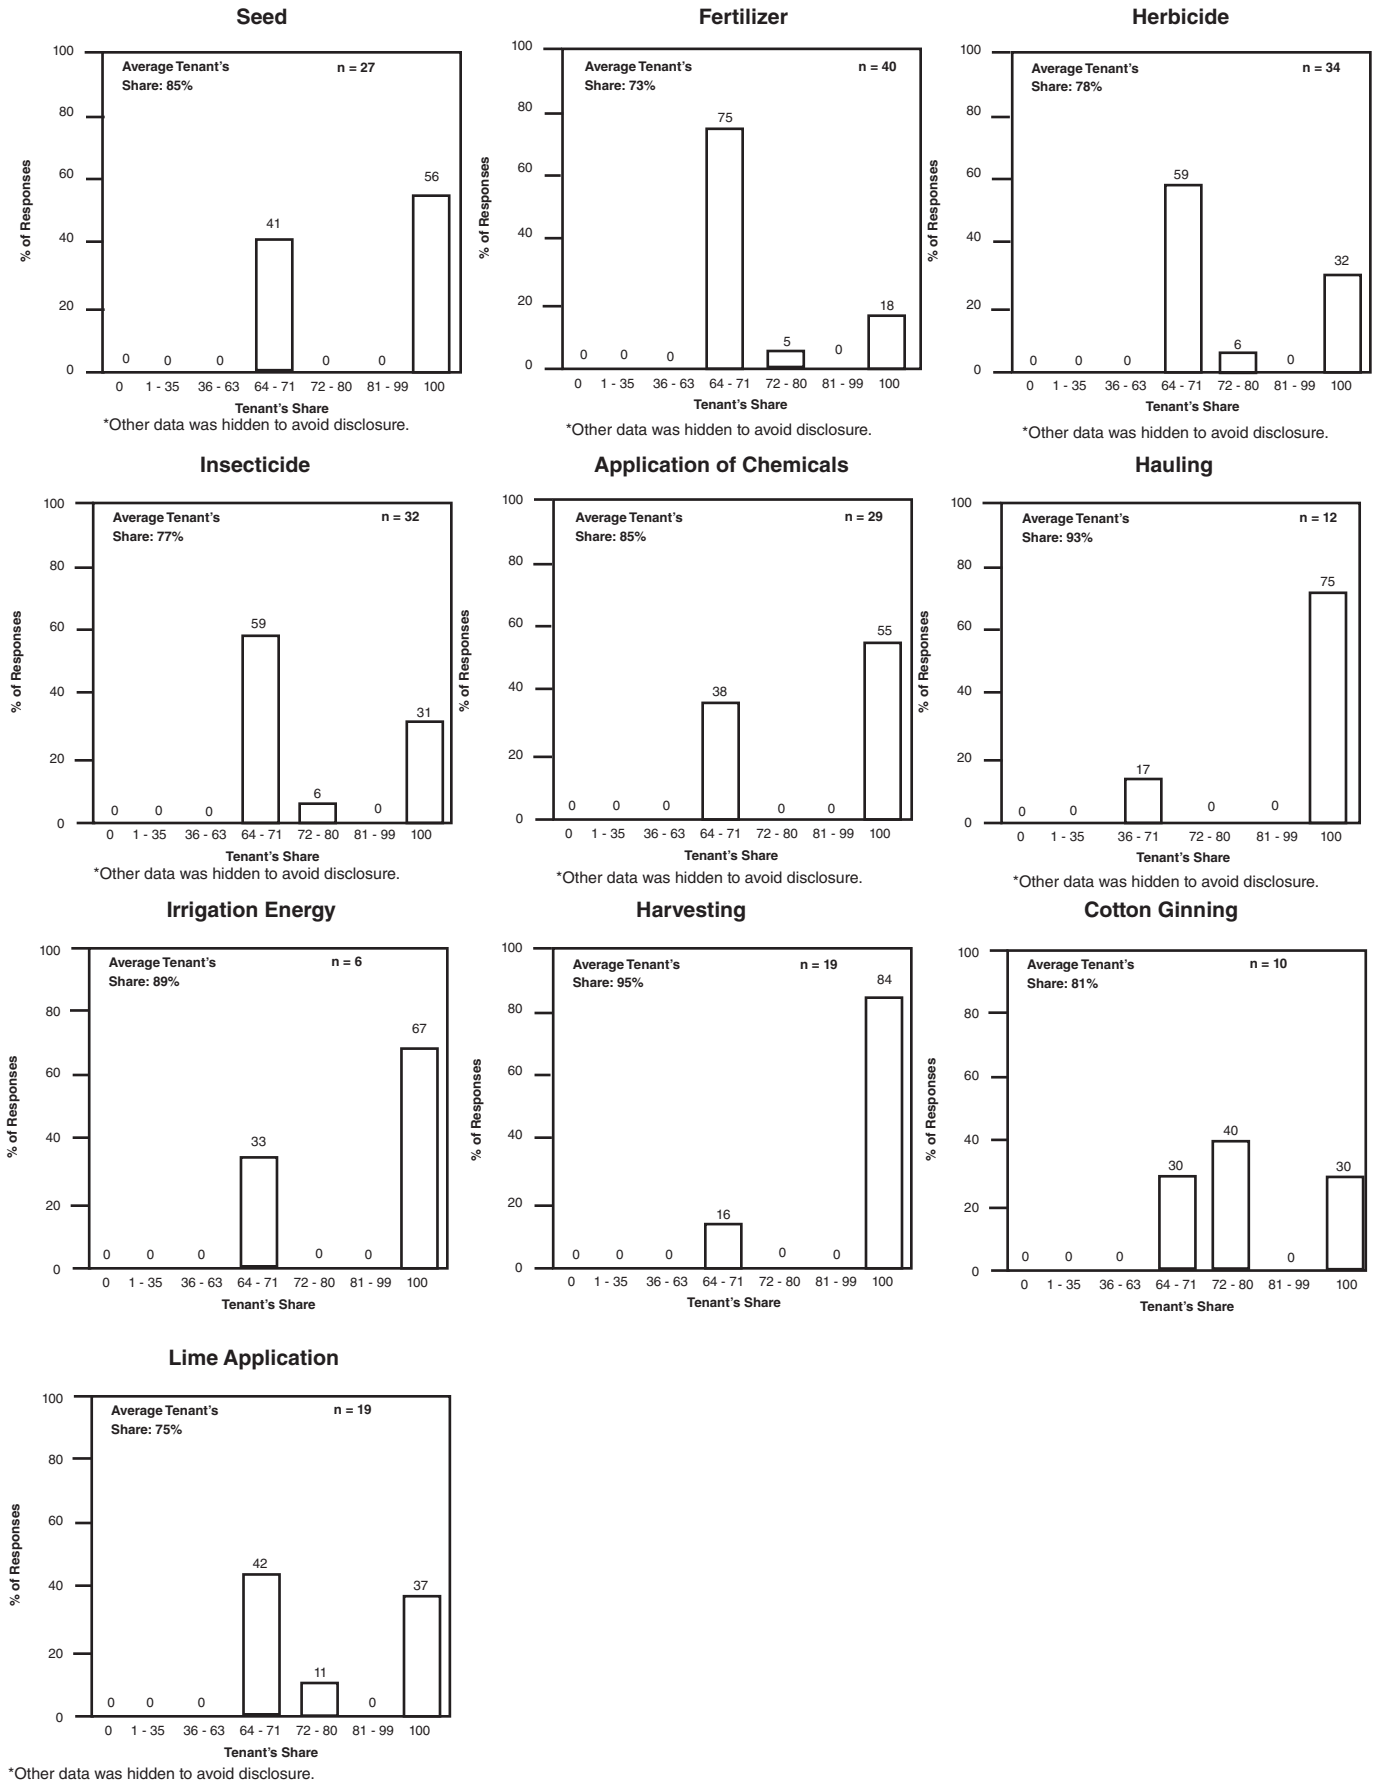 Seed
Average Tenant's n = 27
Share: 85%
100
80
60
40
20
0
% of Responses
0 0 0 41 0 0 56
0 1 - 35 36 - 63 64 - 71 72 - 80 81 - 99 100
Tenant's Share
*Other data was hidden to avoid disclosure.
Fertilizer
Average Tenant's n = 40
Share: 73%
100
80
60
40
20
0
% of Responses
0 0 0 75 5 0 18
0 1 - 35 36 - 63 64 - 71 72 - 80 81 - 99 100
Tenant's Share
*Other data was hidden to avoid disclosure.
Herbicide
Average Tenant's n = 34
Share: 78%
100
80
60
40
20
0
% of Responses
0 0 0 59 6 0 32
0 1 - 35 36 - 63 64 - 71 72 - 80 81 - 99 100
Tenant's Share
*Other data was hidden to avoid disclosure.
Insecticide
Average Tenant's n = 32
Share: 77%
100
80
60
40
20
0
% of Responses
0 0 0 59 6 0 31
0 1 - 35 36 - 63 64 - 71 72 - 80 81 - 99 100
Tenant's Share
*Other data was hidden to avoid disclosure.
Application of Chemicals
Average Tenant's n = 29
Share: 85%
100
80
60
40
20
0
% of Responses
0 0 0 38 0 0 55
0 1 - 35 36 - 63 64 - 71 72 - 80 81 - 99 100
Tenant's Share
*Other data was hidden to avoid disclosure.
Hauling
Average Tenant's n = 12
Share: 93%
100
80
60
40
20
0
% of Responses
0 0 17 0 0 75
0 1 - 35 36 - 71 72 - 80 81 - 99 100
Tenant's Share
*Other data was hidden to avoid disclosure.
Irrigation Energy
Average Tenant's n = 6
Share: 89%
100
80
60
40
20
0
% of Responses
0 0 0 33 0 0 67
0 1 - 35 36 - 63 64 - 71 72 - 80 81 - 99 100
Tenant's Share
Harvesting
Average Tenant's n = 19
Share: 95%
100
80
60
40
20
0
% of Responses
0 0 0 16 0 0 84
0 1 - 35 36 - 63 64 - 71 72 - 80 81 - 99 100
Tenant's Share
Cotton Ginning
Average Tenant's n = 10
Share: 81%
100
80
60
40
20
0
% of Responses
0 0 0 30 40 0 30
0 1 - 35 36 - 63 64 - 71 72 - 80 81 - 99 100
Tenant's Share
Lime Application
Average Tenant's n = 19
Share: 75%
100
80
60
40
20
0
% of Responses
0 0 0 42 11 0 37
0 1 - 35 36 - 63 64 - 71 72 - 80 81 - 99 100
Tenant's Share
*Other data was hidden to avoid disclosure.